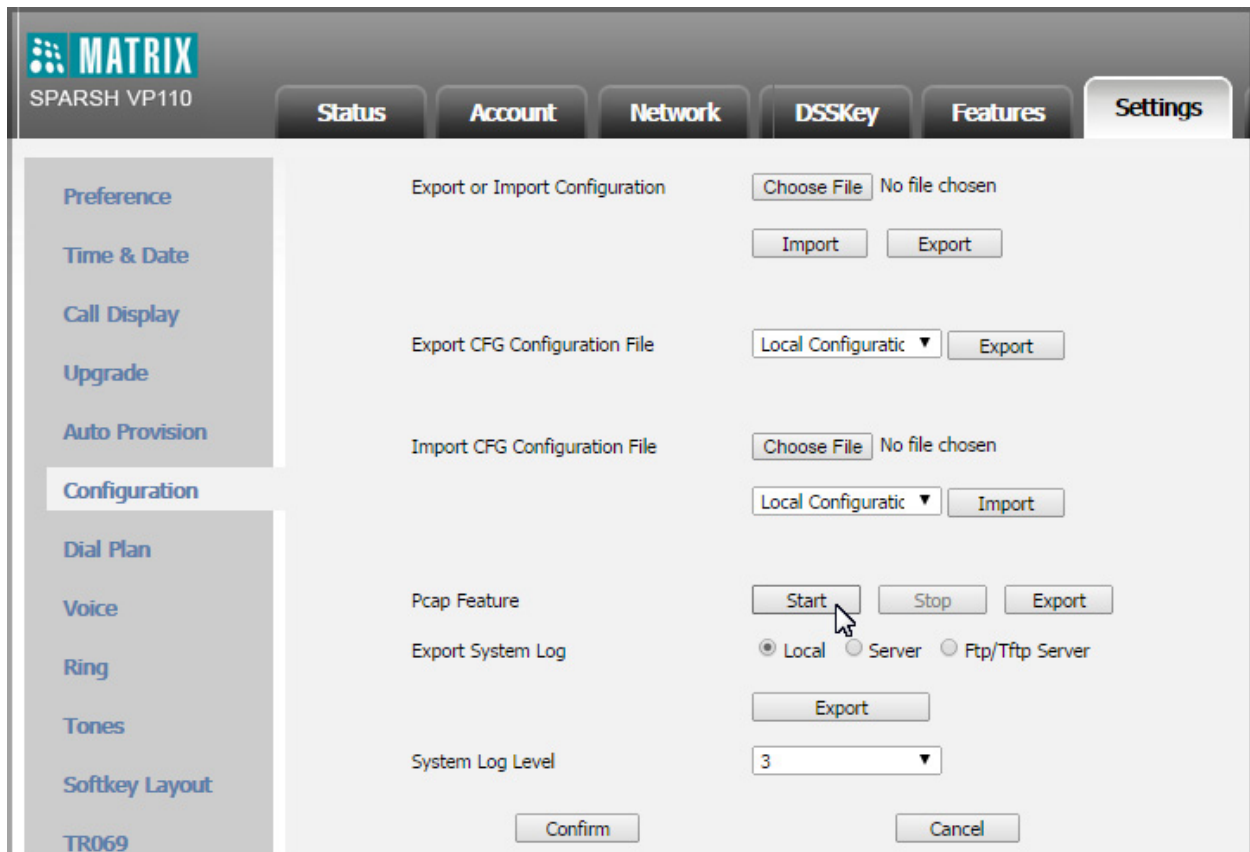 MATRIX
SPARSH VP110
Status Account Network DSSKey Features Settings
Preference
Time & Date
Call Display
Upgrade
Auto Provision
Configuration
Dial Plan
Voice
Ring
Tones
Softkey Layout
TR069
Export or Import Configuration Choose File No file chosen
Import Export
Export CFG Configuration File Local Configuratic Export
Import CFG Configuration File Choose File No file chosen
Local Configuratic Import
Pcap Feature Start Stop Export
Export System Log Local Server Ftp/Tftp Server
Export
System Log Level 3
Confirm Cancel